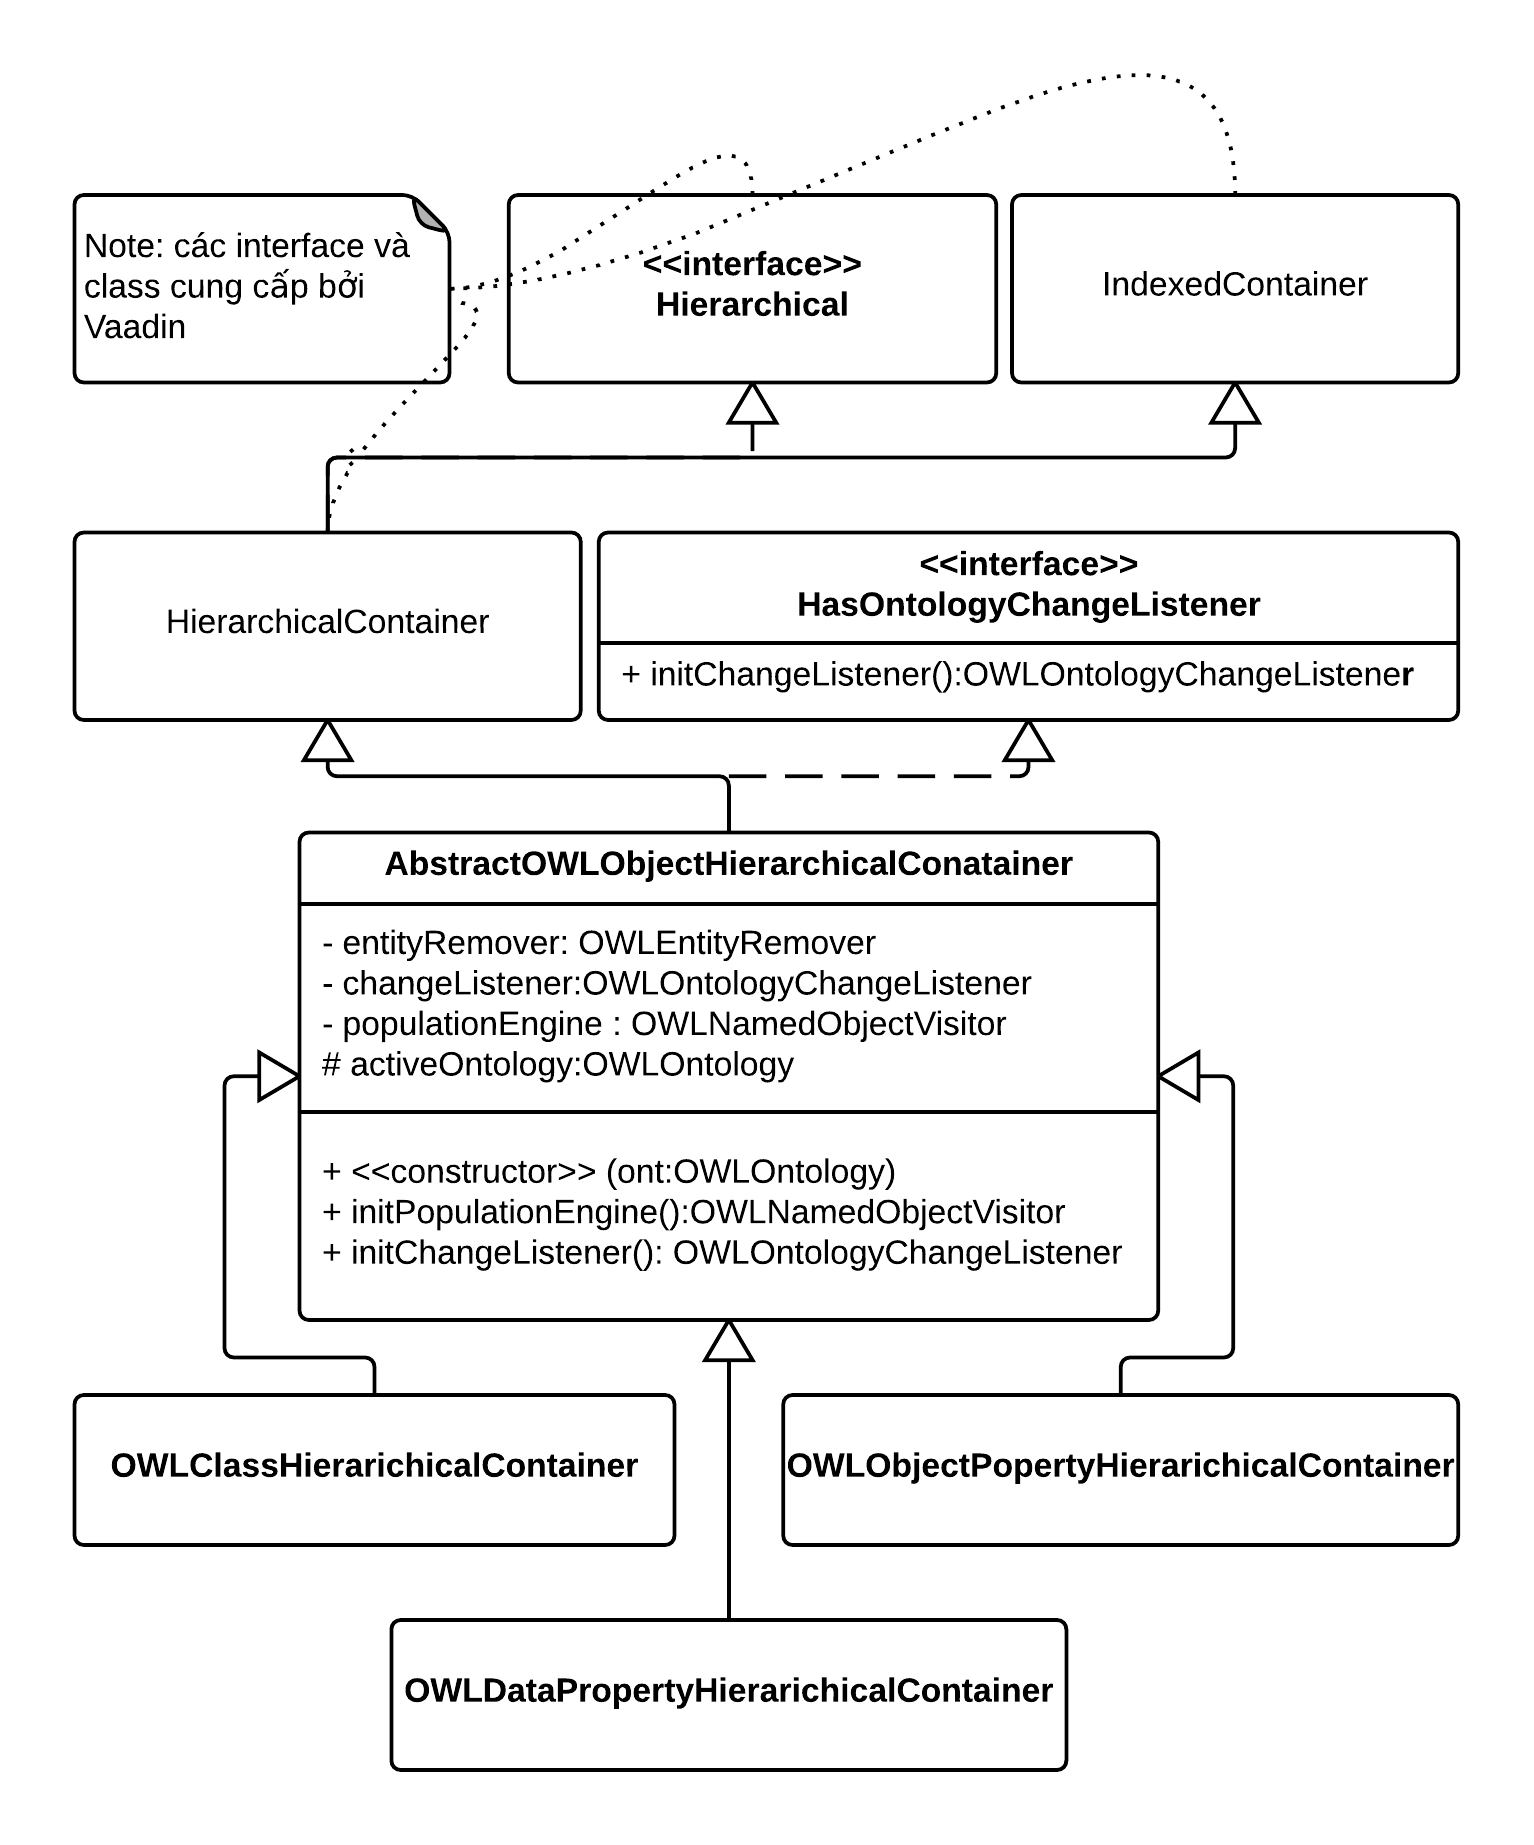 Note: các interface và
class cung cấp bởi
Vaadin
<<interface>>
Hierarchical
IndexedContainer
HierarchicalContainer
<<interface>>
HasOntologyChangeListener
+ initChangeListener():OWLOntologyChangeListener
AbstractOWLObjectHierarchicalConatainer
- entityRemover: OWLEntityRemover
- changeListener:OWLOntologyChangeListener
- populationEngine : OWLNamedObjectVisitor
# activeOntology:OWLOntology
+ <<constructor>> (ont:OWLOntology)
+ initPopulationEngine():OWLNamedObjectVisitor
+ initChangeListener(): OWLOntologyChangeListener
OWLClassHierarichicalContainer
OWLObjectPopertyHierarichicalContainer
OWLDataPropertyHierarichicalContainer